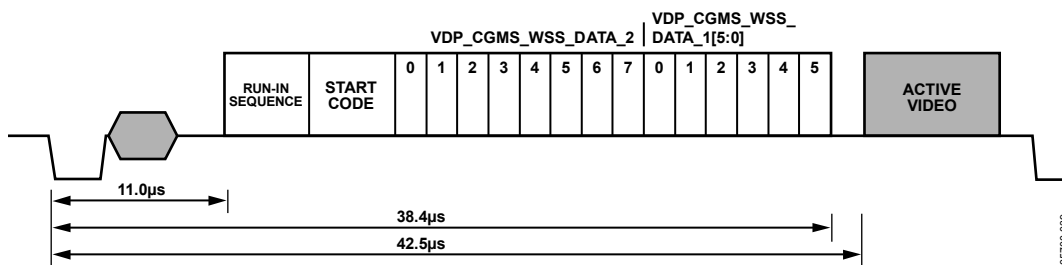 VDP_CGMS_WSS_DATA_2
VDP_CGMS_WSS_
DATA_1[5:0]
RUN-IN
SEQUENCE
START
CODE
0 1 2 3 4 5 6 7 0 1 2 3 4 5
ACTIVE
VIDEO
11.0µs
38.4µs
42.5µs